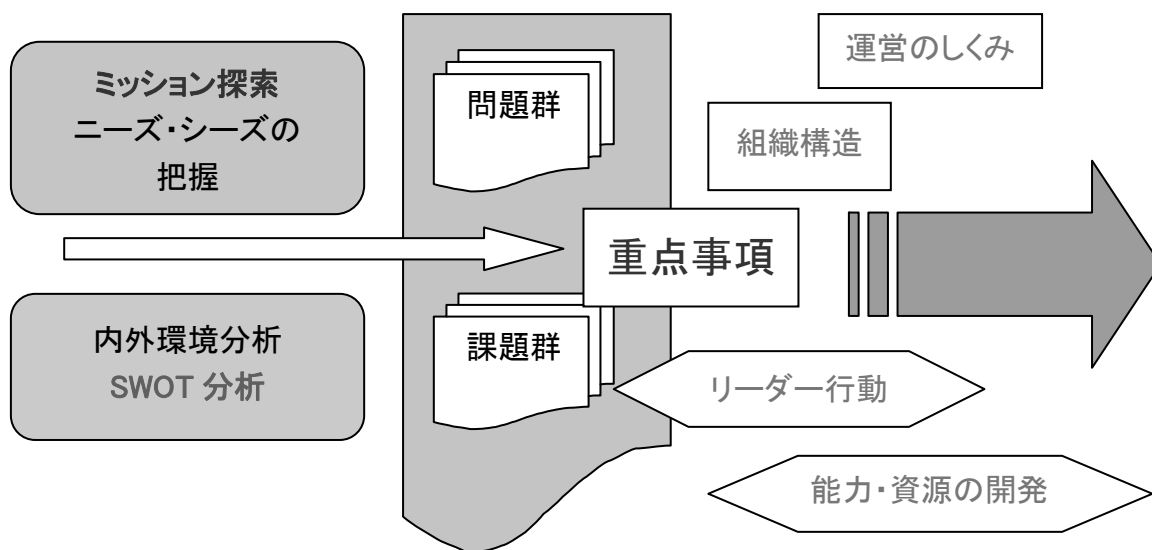 ミッション探索
ニーズ・シーズの
把握
内外環境分析
SWOT 分析
問題群
課題群
重点事項
運営のしくみ
組織構造
リーダー行動
能力・資源の開発